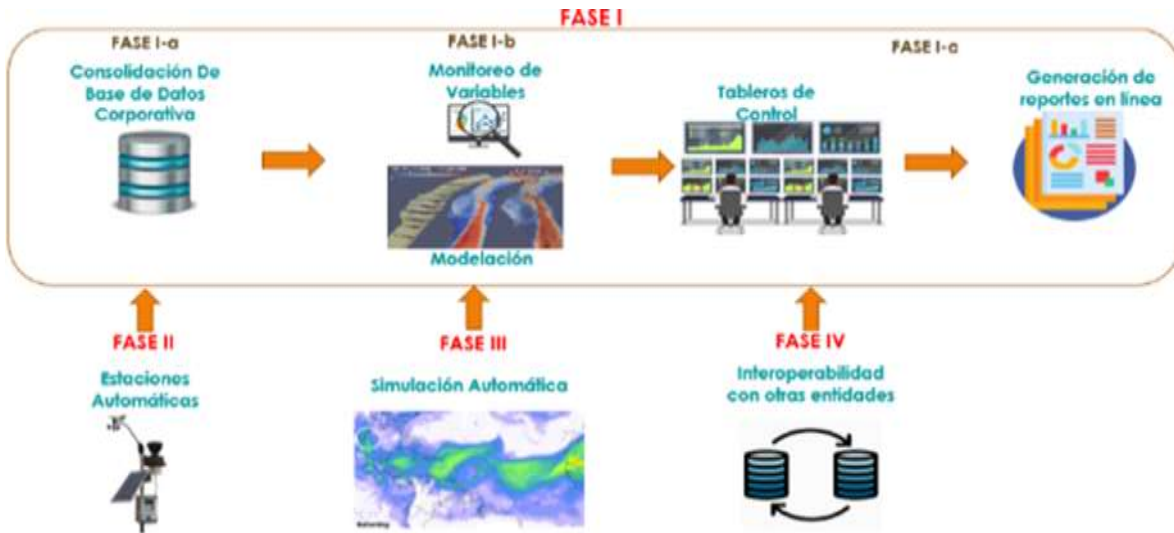 FASE I
FASE I-a
Consolidación De
Base de Datos
Corporativa
FASE I-b
Monitoreo de
Variables
Modelación
Tableros de
Control
FASE I-c
Generación de
reportes en línea
FASE II
Estaciones
Automáticas
FASE III
Simulación Automática
FASE IV
Interoperabilidad
con otras entidades